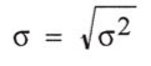 σ = √σ²